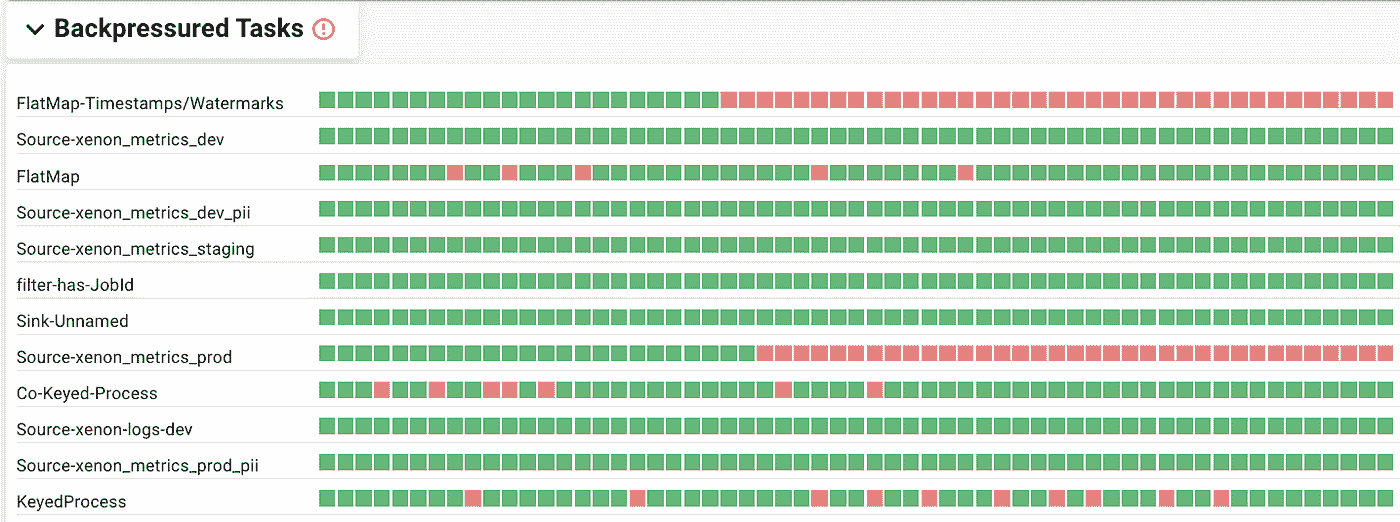 Backpressured Tasks
FlatMap-Timestamps/Watermarks
Source-xenon_metrics_dev
FlatMap
Source-xenon_metrics_dev_pii
Source-xenon_metrics_staging
filter-has-JobId
Sink-Unnamed
Source-xenon_metrics_prod
Co-Keyed-Process
Source-xenon-logs-dev
Source-xenon_metrics_prod_pii
KeyedProcess